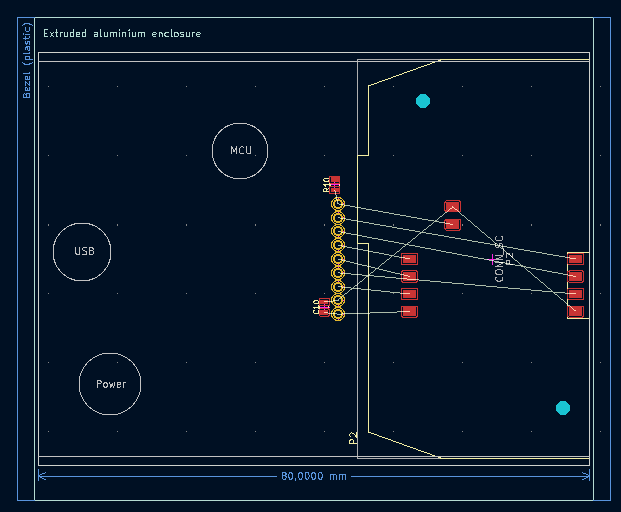 Extruded aluminium enclosure
Bezel (plastic)
MCU
R10
USB
CONN_SC
P2
C10
Power
P2
80,0000 mm